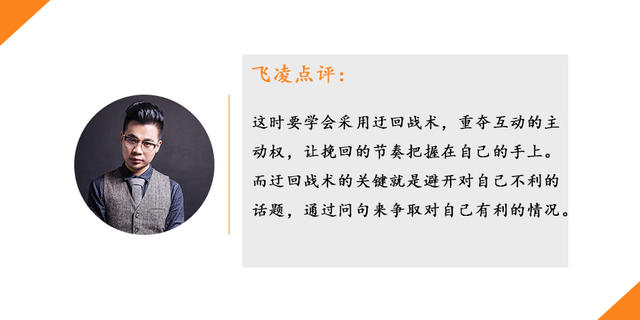 飞凌点评：
这时要学会采用迂回战术，重夺互动的主
动权，让挽回的节奏把握在自己的手上。
而迂回战术的关键就是避开对自己不利的
话题，通过问句来争取对自己有利的情况。